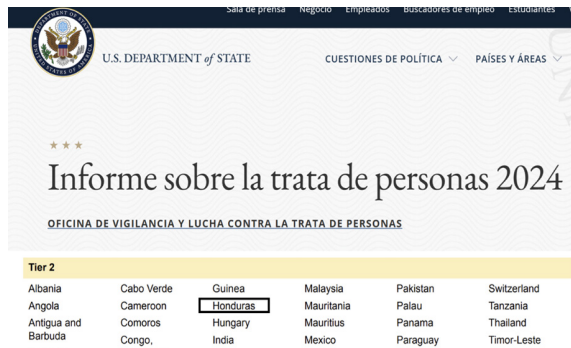 Sala de prensa Negocio Empleados Buscadores de empleo Estudiantes
U.S. DEPARTMENT of STATE CUESTIONES DE POLÍTICA PAÍSES Y ÁREAS
Informe sobre la trata de personas 2024
OFICINA DE VIGILANCIA Y LUCHA CONTRA LA TRATA DE PERSONAS
Tier 2
Albania Cabo Verde Guinea Malaysia Pakistan Switzerland
Angola Cameroon Honduras Mauritania Palau Tanzania
Antigua and Comoros Hungary Mauritius Panama Thailand
Barbuda Congo, India Mexico Paraguay Timor-Leste